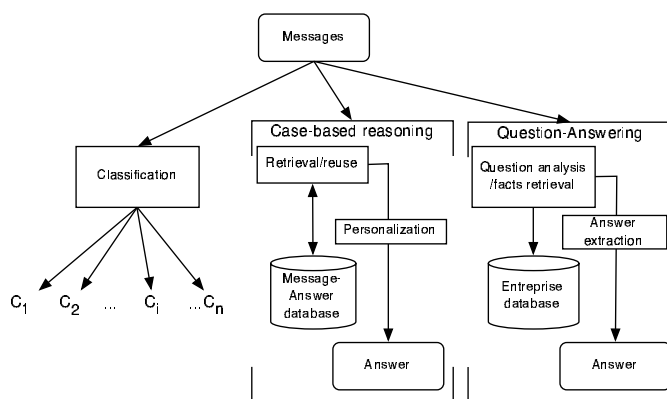 Messages
Case-based reasoning
Question-Answering
Classification
Retrieval/reuse
Question analysis
/facts retrieval
Personalization
Answer
extraction
Message-
Answer
database
Entreprise
database
C1 C2 ... Ci ...Cn
Answer
Answer